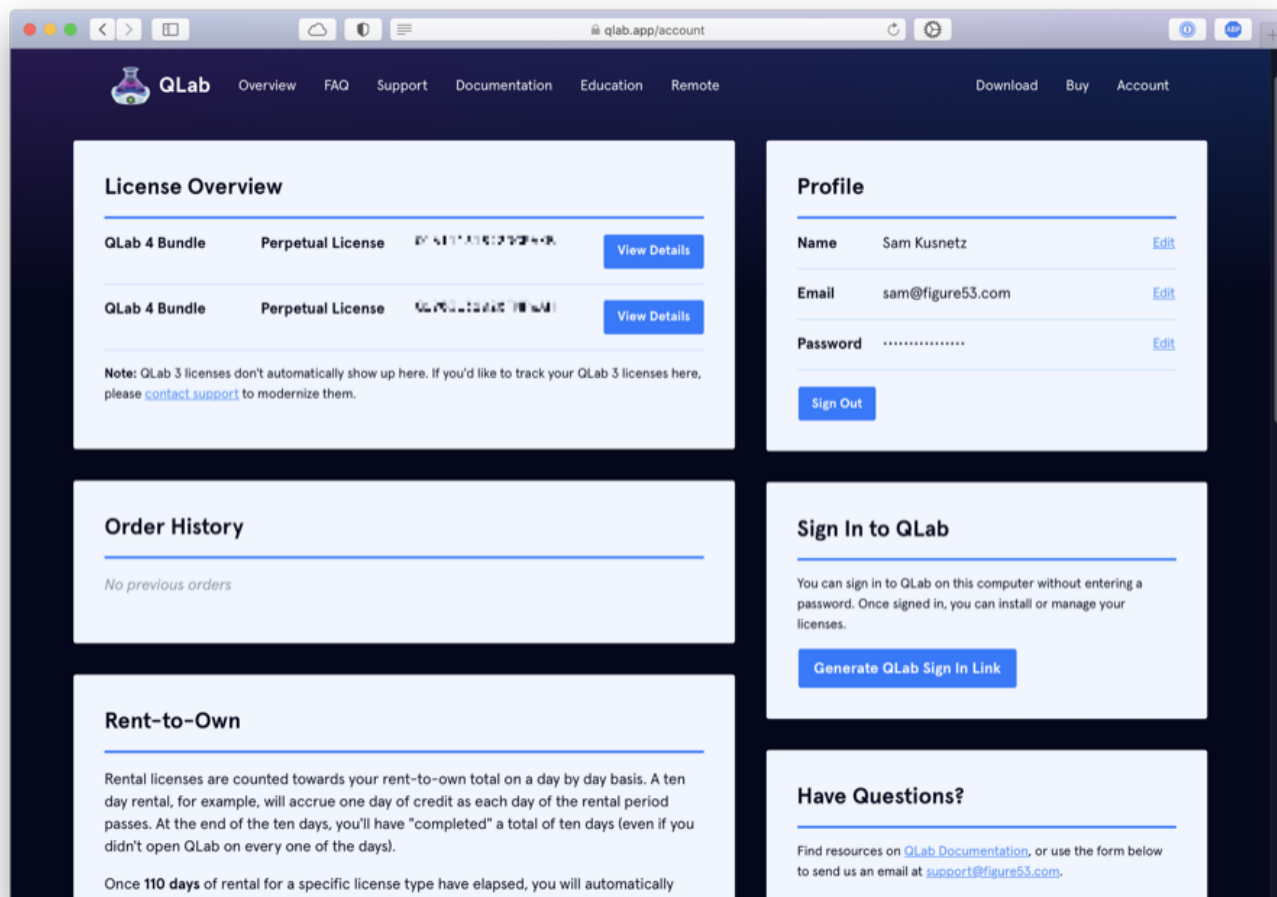 qlab.app/account
ABP
QLab Overview FAQ Support Documentation Education Remote Download Buy Account
License Overview
QLab 4 Bundle Perpetual License View Details
QLab 4 Bundle Perpetual License View Details
Note: QLab 3 licenses don't automatically show up here. If you'd like to track your QLab 3 licenses here,
please contact support to modernize them.
Profile
Name Sam Kusnetz Edit
Email sam@figure53.com Edit
Password ················ Edit
Sign Out
Order History
No previous orders
Sign In to QLab
You can sign in to QLab on this computer without entering a
password. Once signed in, you can install or manage your
licenses.
Generate QLab Sign In Link
Rent-to-Own
Rental licenses are counted towards your rent-to-own total on a day by day basis. A ten
day rental, for example, will accrue one day of credit as each day of the rental period
passes. At the end of the ten days, you'll have "completed" a total of ten days (even if you
didn't open QLab on every one of the days).
Once 110 days of rental for a specific license type have elapsed, you will automatically
Have Questions?
Find resources on QLab Documentation, or use the form below
to send us an email at support@figure53.com.